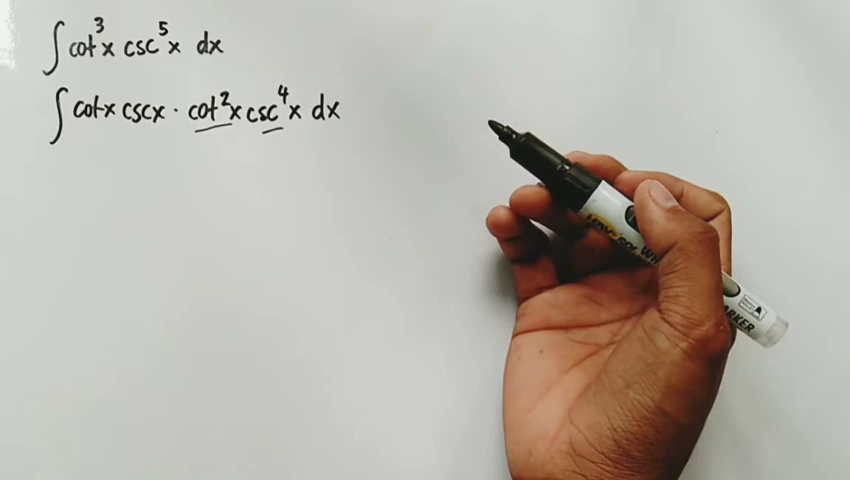 ∫ cot³x csc⁵x dx
∫ cotx cscx · cot²x csc⁴x dx